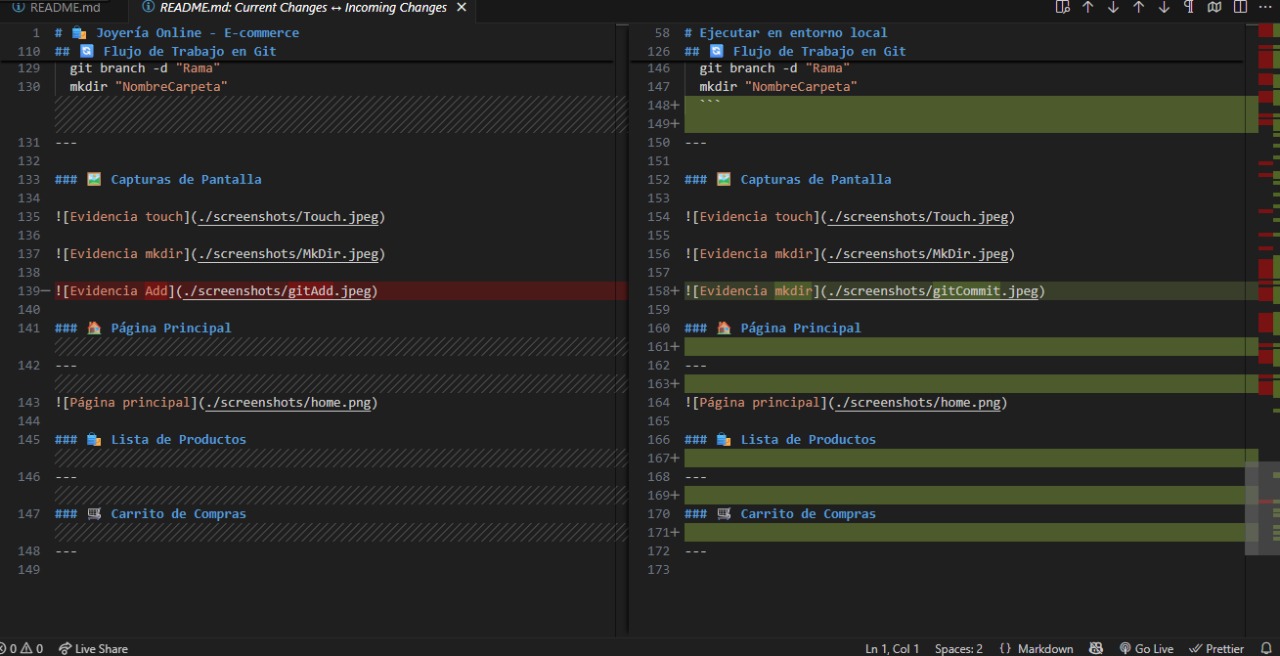 README.md
README.md: Current Changes ↔ Incoming Changes
1 # 🛍️ Joyería Online - E-commerce
110 ## 🔄 Flujo de Trabajo en Git
129 git branch -d "Rama"
130 mkdir "NombreCarpeta"
131 ---
132
133 ### 🖼️ Capturas de Pantalla
134
135 ![Evidencia touch](./screenshots/Touch.jpeg)
136
137 ![Evidencia mkdir](./screenshots/MkDir.jpeg)
138
139— ![Evidencia Add](./screenshots/gitAdd.jpeg)
140
141 ### 🏠 Página Principal
142 ---
143 ![Página principal](./screenshots/home.png)
144
145 ### 🛍️ Lista de Productos
146 ---
147 ### 🛒 Carrito de Compras
148 ---
149
58 # Ejecutar en entorno local
126 ## 🔄 Flujo de Trabajo en Git
146 git branch -d "Rama"
147 mkdir "NombreCarpeta"
148+ ```
149+
150 ---
151
152 ### 🖼️ Capturas de Pantalla
153
154 ![Evidencia touch](./screenshots/Touch.jpeg)
155
156 ![Evidencia mkdir](./screenshots/MkDir.jpeg)
157
158+ ![Evidencia mkdir](./screenshots/gitCommit.jpeg)
159
160 ### 🏠 Página Principal
161+
162 ---
163+
164 ![Página principal](./screenshots/home.png)
165
166 ### 🛍️ Lista de Productos
167+
168 ---
169+
170 ### 🛒 Carrito de Compras
171+
172 ---
173
0 0 Live Share
Ln 1, Col 1 Spaces: 2 {} Markdown Go Live Prettier